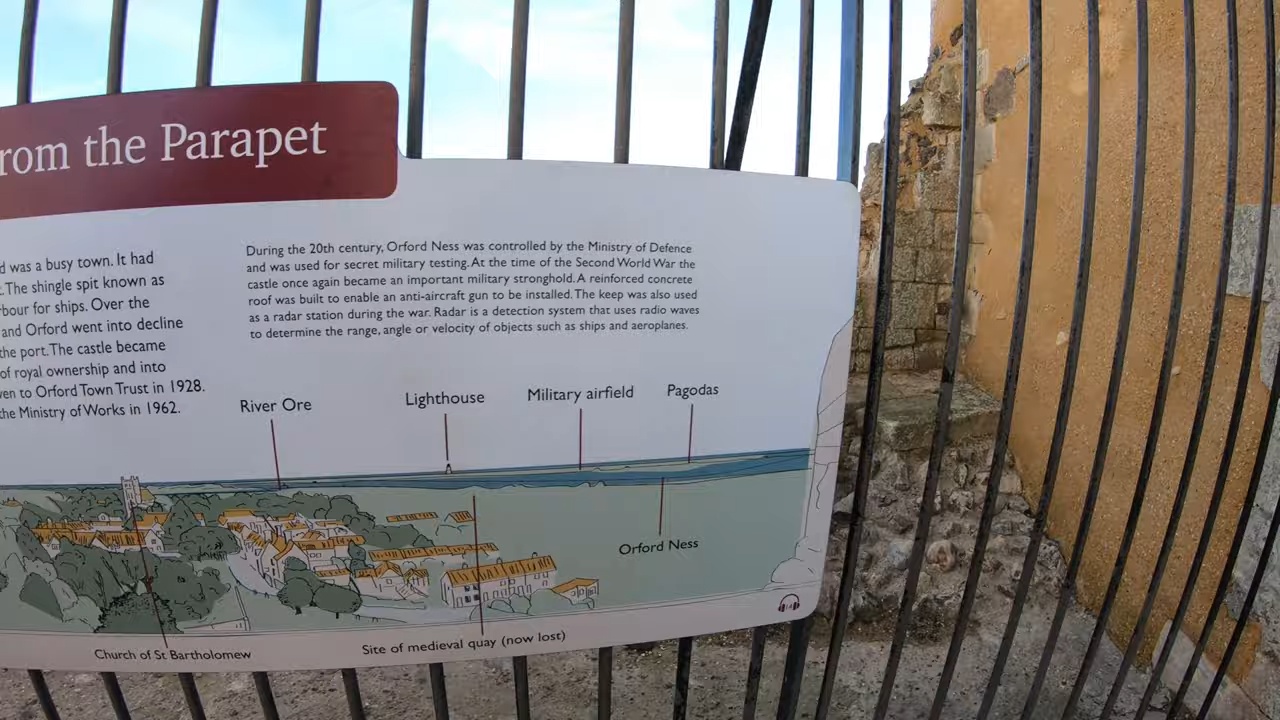 rom the Parapet
d was a busy town. It had
. The shingle spit known as
rbour for ships. Over the
and Orford went into decline
the port. The castle became
of royal ownership and into
en to Orford Town Trust in 1928.
the Ministry of Works in 1962.
During the 20th century, Orford Ness was controlled by the Ministry of Defence
and was used for secret military testing. At the time of the Second World War the
castle once again became an important military stronghold. A reinforced concrete
roof was built to enable an anti-aircraft gun to be installed. The keep was also used
as a radar station during the war. Radar is a detection system that uses radio waves
to determine the range, angle or velocity of objects such as ships and aeroplanes.
River Ore
Lighthouse
Military airfield
Pagodas
Orford Ness
Church of St Bartholomew
Site of medieval quay (now lost)